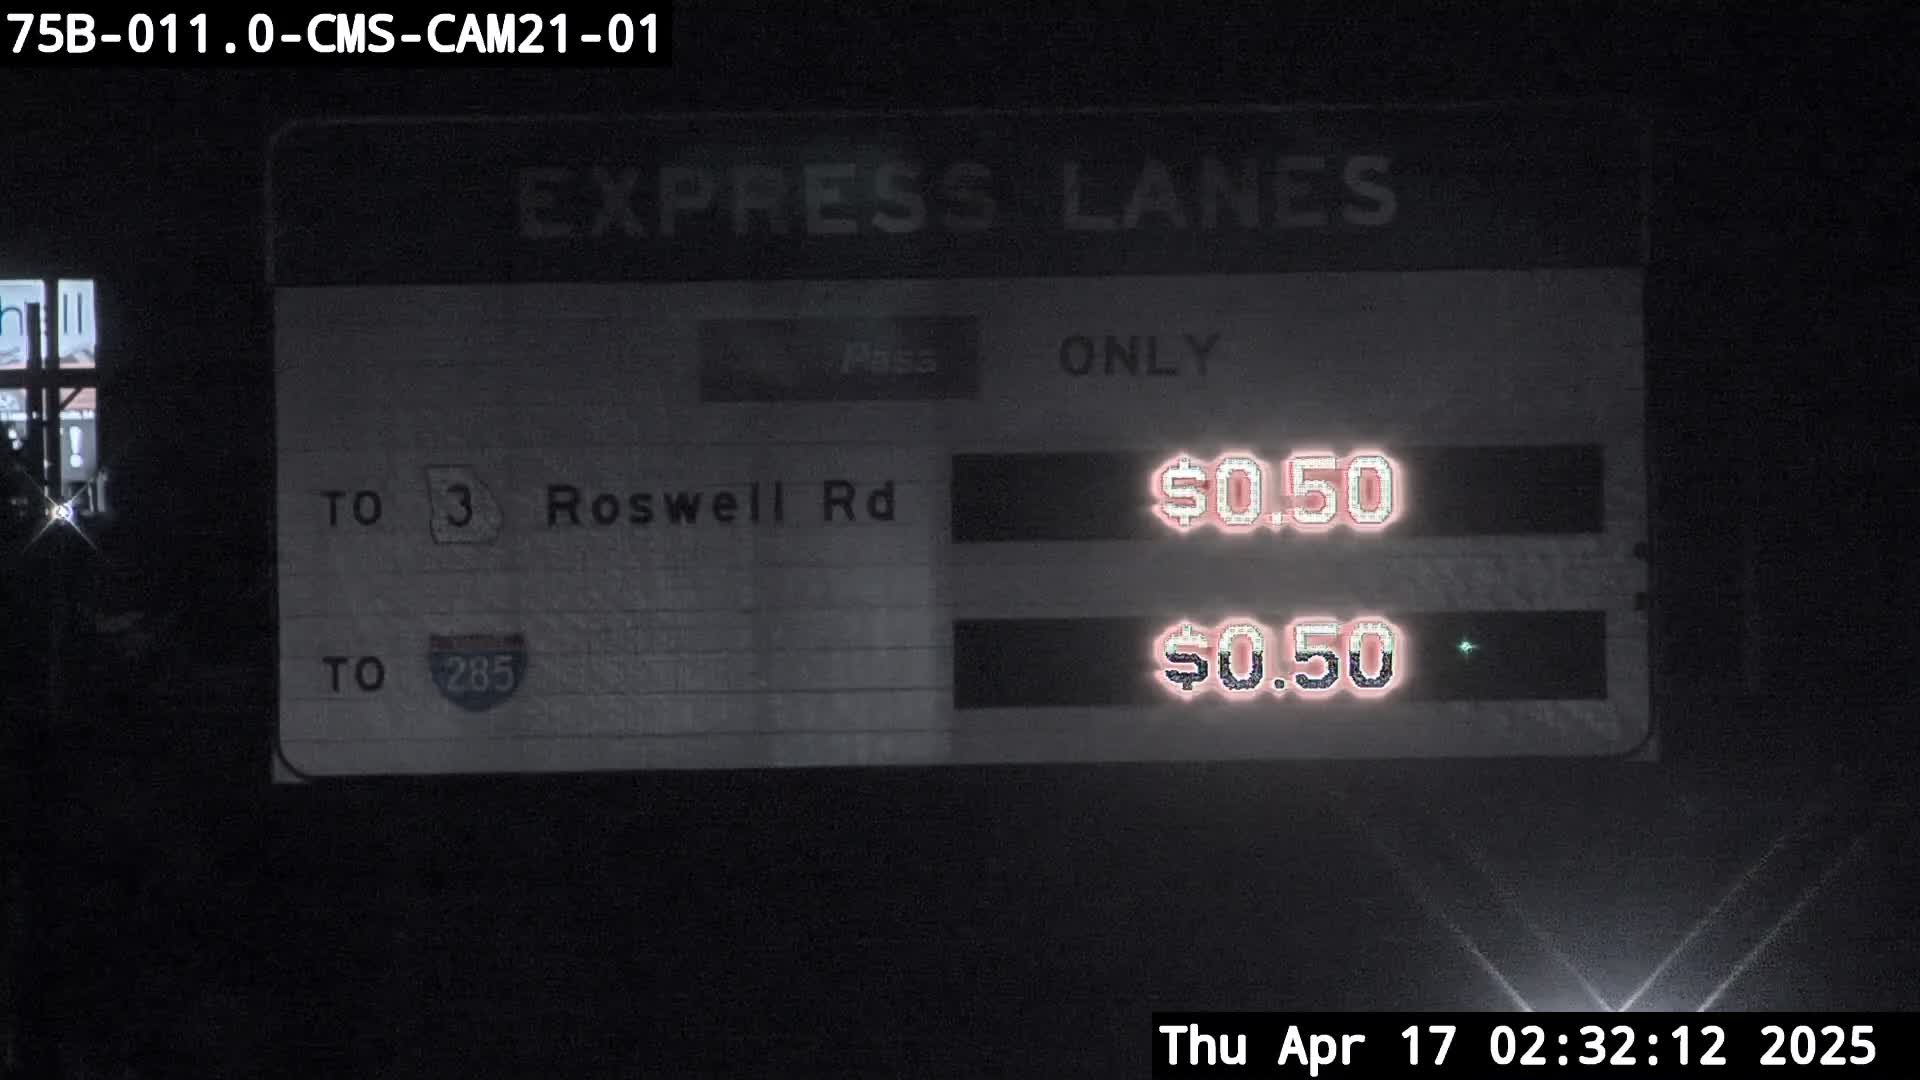 75B-011.0-CMS-CAM21-01
EXPRESS LANES
Pass ONLY
TO 3 Roswell Rd $0.50
TO 285 $0.50
Thu Apr 17 02:32:12 2025